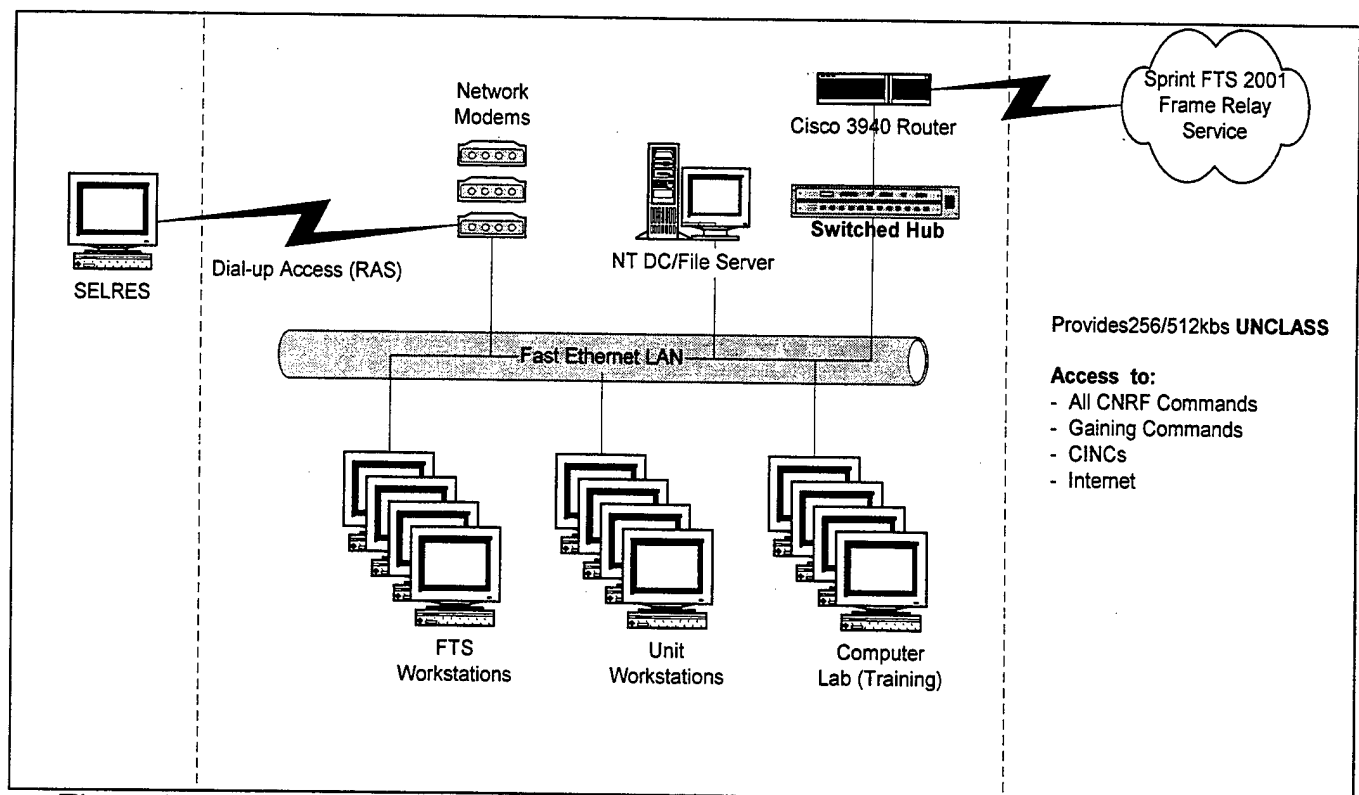 Network
Modems
Cisco 3940 Router
Sprint FTS 2001
Frame Relay
Service
Switched Hub
NT DC/File Server
Dial-up Access (RAS)
SELRES
Fast Ethernet LAN
Provides256/512kbs UNCLASS
Access to:
- All CNRF Commands
- Gaining Commands
- CINCs
- Internet
FTS
Workstations
Unit
Workstations
Computer
Lab (Training)